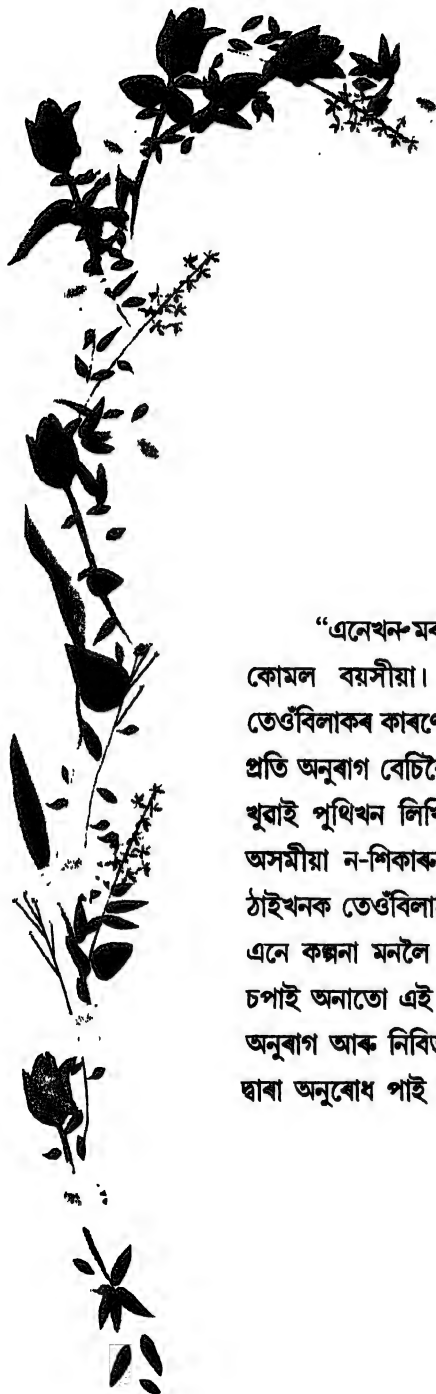 “এনেখন-মৰ
কোমল বয়সীয়া।
তেওঁবিলাকৰ কাৰণে
প্ৰতি অনুৰাগ বেচিকৈ
খুৱাই পুথিখন লিখি
অসমীয়া ন-শিকাৰু
ঠাইখনক তেওঁবিলা
এনে কল্পনা মনলৈ
চপাই অনাতো এই
অনুৰাগ আৰু নিবিড়
দ্বাৰা অনুৰোধ পাই